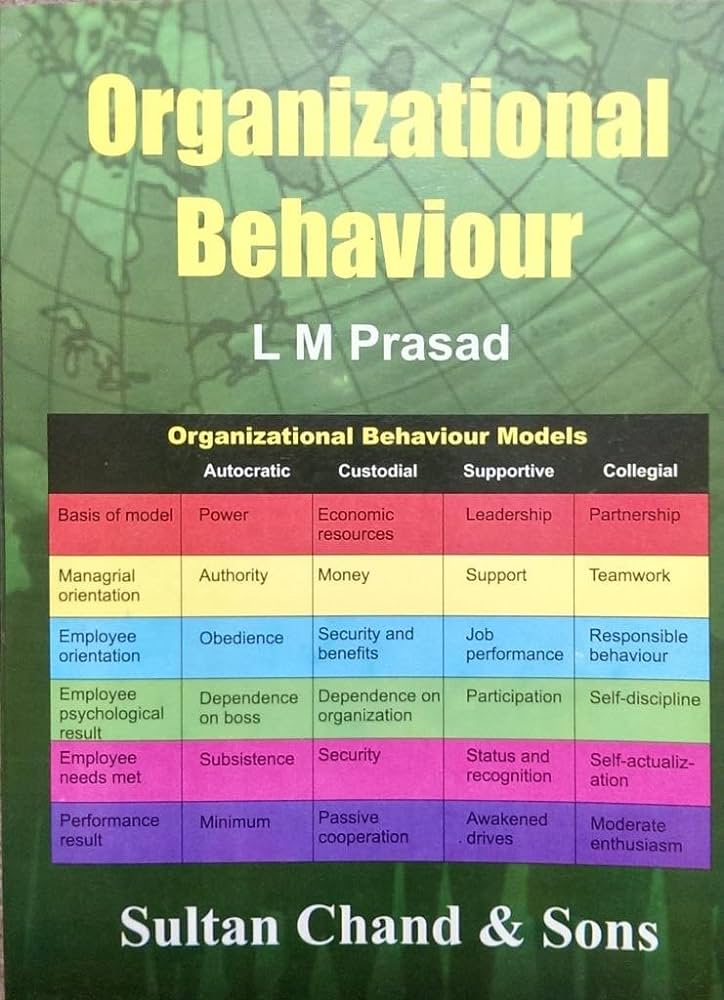 Organizational
Behaviour
L M Prasad
Organizational Behaviour Models
Autocratic Custodial Supportive Collegial
Basis of model Power Economic resources Leadership Partnership
Managrial orientation Authority Money Support Teamwork
Employee orientation Obedience Security and benefits Job performance Responsible behaviour
Employee psychological result Dependence on boss Dependence on organization Participation Self-discipline
Employee needs met Subsistence Security Status and recognition Self-actualiz-ation
Performance result Minimum Passive cooperation Awakened drives Moderate enthusiasm
Sultan Chand & Sons